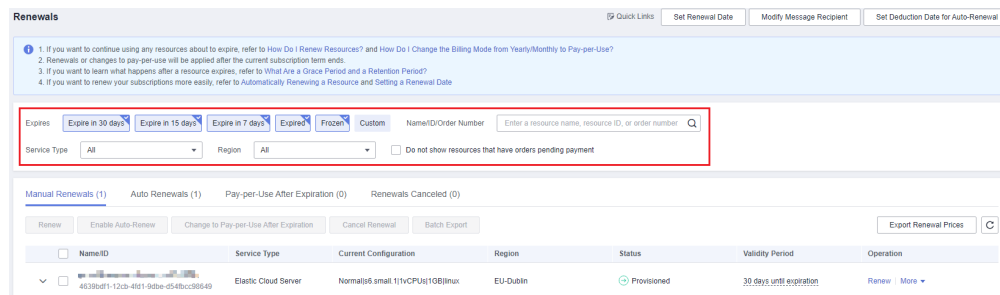 Renewals
Quick Links
Set Renewal Date
Modify Message Recipient
Set Deduction Date for Auto-Renewal
1. If you want to continue using any resources about to expire, refer to How Do I Renew Resources? and How Do I Change the Billing Mode from Yearly/Monthly to Pay-per-Use?
2. Renewals or changes to pay-per-use will be applied after the current subscription term ends.
3. If you want to learn what happens after a resource expires, refer to What Are a Grace Period and a Retention Period?
4. If you want to renew your subscriptions more easily, refer to Automatically Renewing a Resource and Setting a Renewal Date
Expires Expire in 30 days Expire in 15 days Expire in 7 days Expired Frozen Custom Name/ID/Order Number Enter a resource name, resource ID, or order number
Service Type All Region All Do not show resources that have orders pending payment
Manual Renewals (1) Auto Renewals (1) Pay-per-Use After Expiration (0) Renewals Canceled (0)
Renew Enable Auto-Renew Change to Pay-per-Use After Expiration Cancel Renewal Batch Export Export Renewal Prices
Name/ID Service Type Current Configuration Region Status Validity Period Operation
Elastic Cloud Server Normal|s6.small.1|1vCPUs|1GB|linux EU-Dublin Provisioned 30 days until expiration Renew More
4639bdf1-12cb-4fd1-9dbe-d54fbcc98649